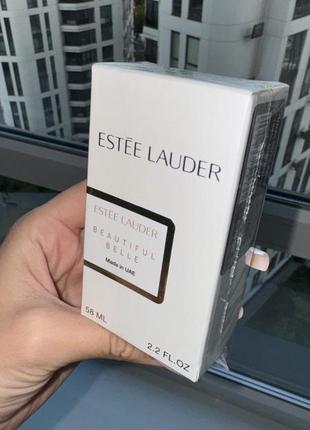 ESTĒE LAUDER
ESTĒE LAUDER
BEAUTIFUL
BELLE
Made in UAE
58 ML
2.2 FL.OZ